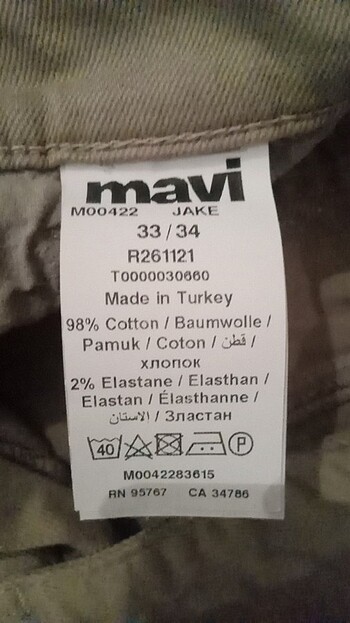 mavi
M00422 JAKE
33 / 34
R261121
T0000030660
Made in Turkey
98% Cotton / Baumwolle /
Pamuk / Coton / قطن /
хлопок
2% Elastane / Elasthan /
Elastan / Élasthanne /
الاستان / Эластан
40 P
M0042283615
RN 95767 CA 34786